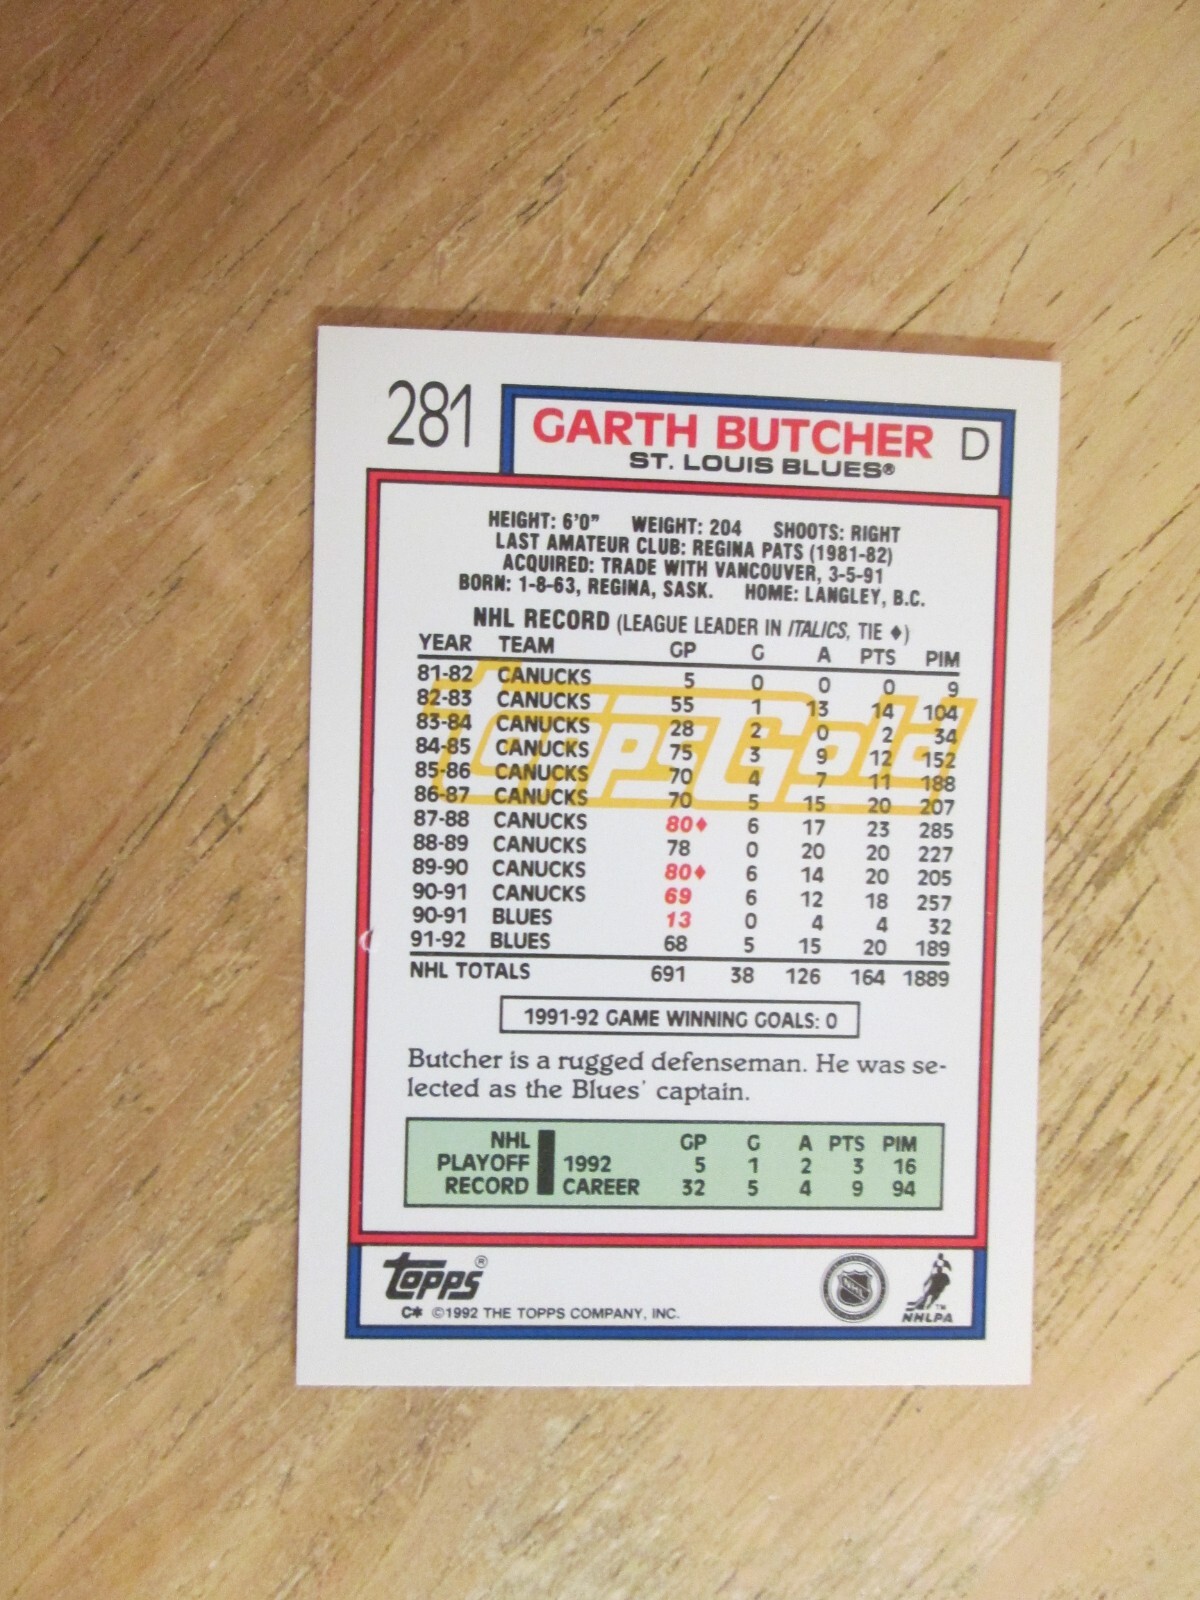 281
GARTH BUTCHER D
ST. LOUIS BLUES®
HEIGHT: 6'0" WEIGHT: 204 SHOOTS: RIGHT
LAST AMATEUR CLUB: REGINA PATS (1981-82)
ACQUIRED: TRADE WITH VANCOUVER, 3-5-91
BORN: 1-8-63, REGINA, SASK. HOME: LANGLEY, B.C.
NHL RECORD (LEAGUE LEADER IN ITALICS, TIE ♦)
YEAR TEAM GP G A PTS PIM
81-82 CANUCKS 5 0 0 0 9
82-83 CANUCKS 55 1 13 14 104
83-84 CANUCKS 28 2 0 2 34
84-85 CANUCKS 75 3 9 12 152
85-86 CANUCKS 70 4 7 11 188
86-87 CANUCKS 70 5 15 20 207
87-88 CANUCKS 80♦ 6 17 23 285
88-89 CANUCKS 78 0 20 20 227
89-90 CANUCKS 80♦ 6 14 20 205
90-91 CANUCKS 69 6 12 18 257
90-91 BLUES 13 0 4 4 32
91-92 BLUES 68 5 15 20 189
NHL TOTALS 691 38 126 164 1889
ToppsGold
1991-92 GAME WINNING GOALS: 0
Butcher is a rugged defenseman. He was se-
lected as the Blues' captain.
NHL GP G A PTS PIM
PLAYOFF 1992 5 1 2 3 16
RECORD CAREER 32 5 4 9 94
topps®
C* ©1992 THE TOPPS COMPANY, INC.
NHL
TM
NHLPA